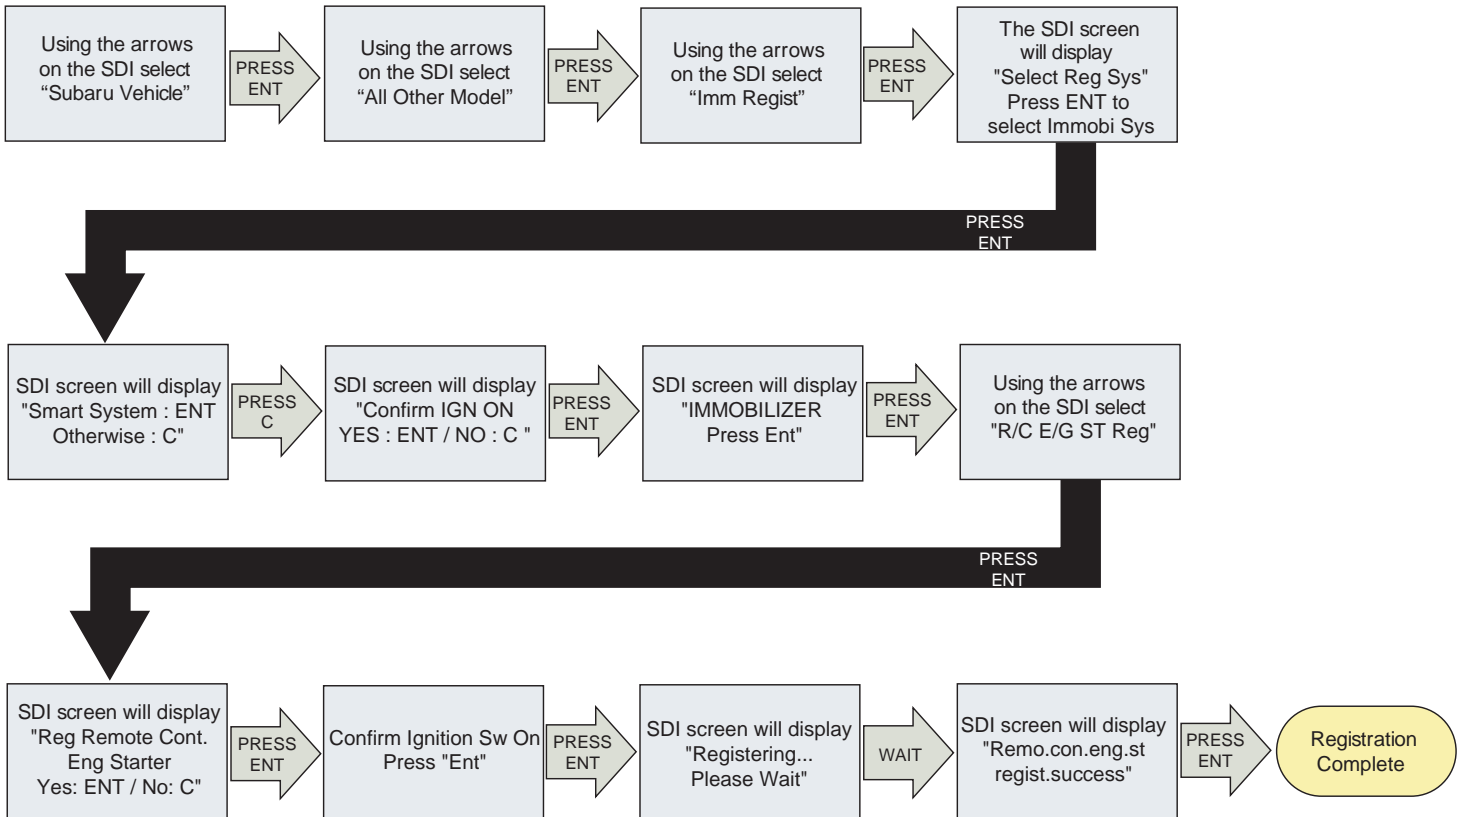 Using the arrows
on the SDI select
“Subaru Vehicle”
PRESS
ENT
Using the arrows
on the SDI select
“All Other Model”
PRESS
ENT
Using the arrows
on the SDI select
“Imm Regist”
PRESS
ENT
The SDI screen
will display
"Select Reg Sys"
Press ENT to
select Immobi Sys
PRESS
ENT
SDI screen will display
"Smart System : ENT
Otherwise : C"
PRESS
C
SDI screen will display
"Confirm IGN ON
YES : ENT / NO : C "
PRESS
ENT
SDI screen will display
"IMMOBILIZER
Press Ent"
PRESS
ENT
Using the arrows
on the SDI select
"R/C E/G ST Reg"
PRESS
ENT
SDI screen will display
"Reg Remote Cont.
Eng Starter
Yes: ENT / No: C"
PRESS
ENT
Confirm Ignition Sw On
Press "Ent"
PRESS
ENT
SDI screen will display
"Registering...
Please Wait"
WAIT
SDI screen will display
"Remo.con.eng.st
regist.success"
PRESS
ENT
Registration
Complete